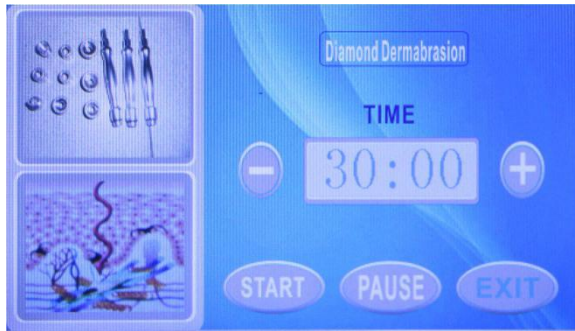 Diamond Dermabrasion
TIME
- 30:00 +
START PAUSE EXIT